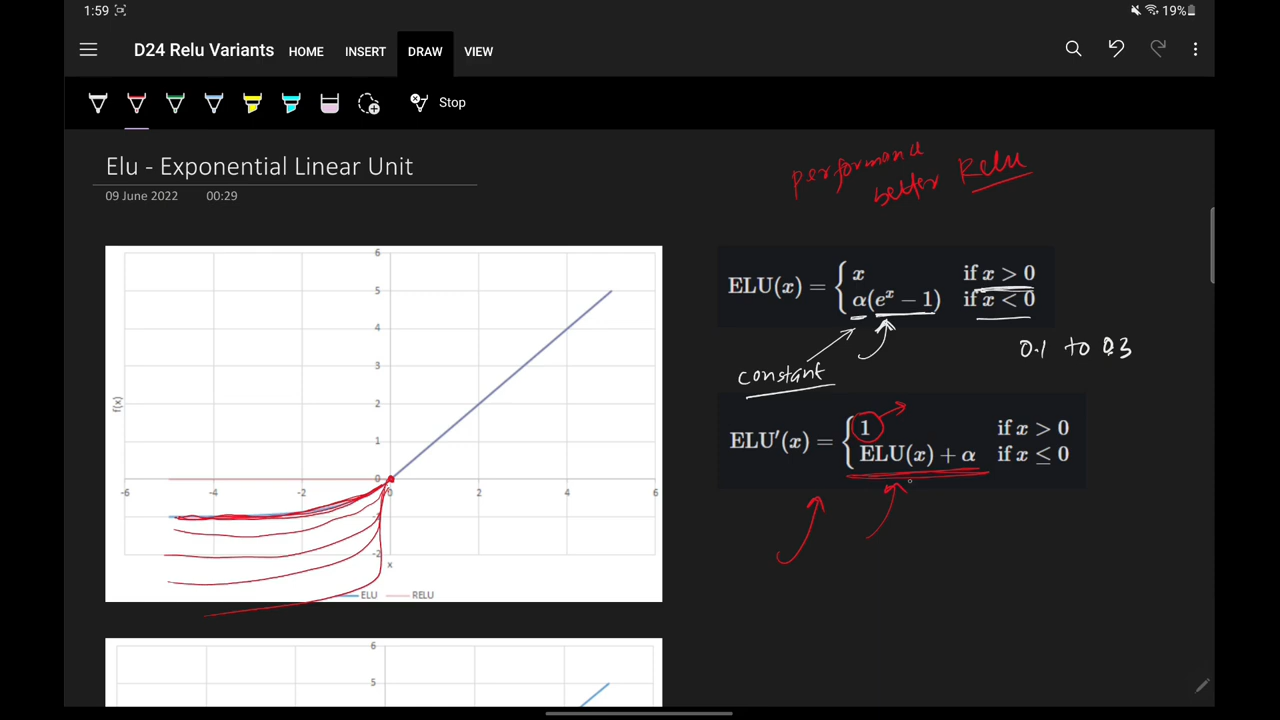 1:59
19%
D24 Relu Variants HOME INSERT DRAW VIEW
Stop
Elu - Exponential Linear Unit
09 June 2022 00:29
performance
better Relu
ELU(x) = { x if x > 0
α(eˣ − 1) if x < 0
0.1 to 0.3
constant
ELU′(x) = { 1 if x > 0
ELU(x) + α if x ≤ 0
6
5
4
3
2
1
0
-2
f(x)
-6 -4 -2 0 2 4 6
x
ELU RELU
6
5